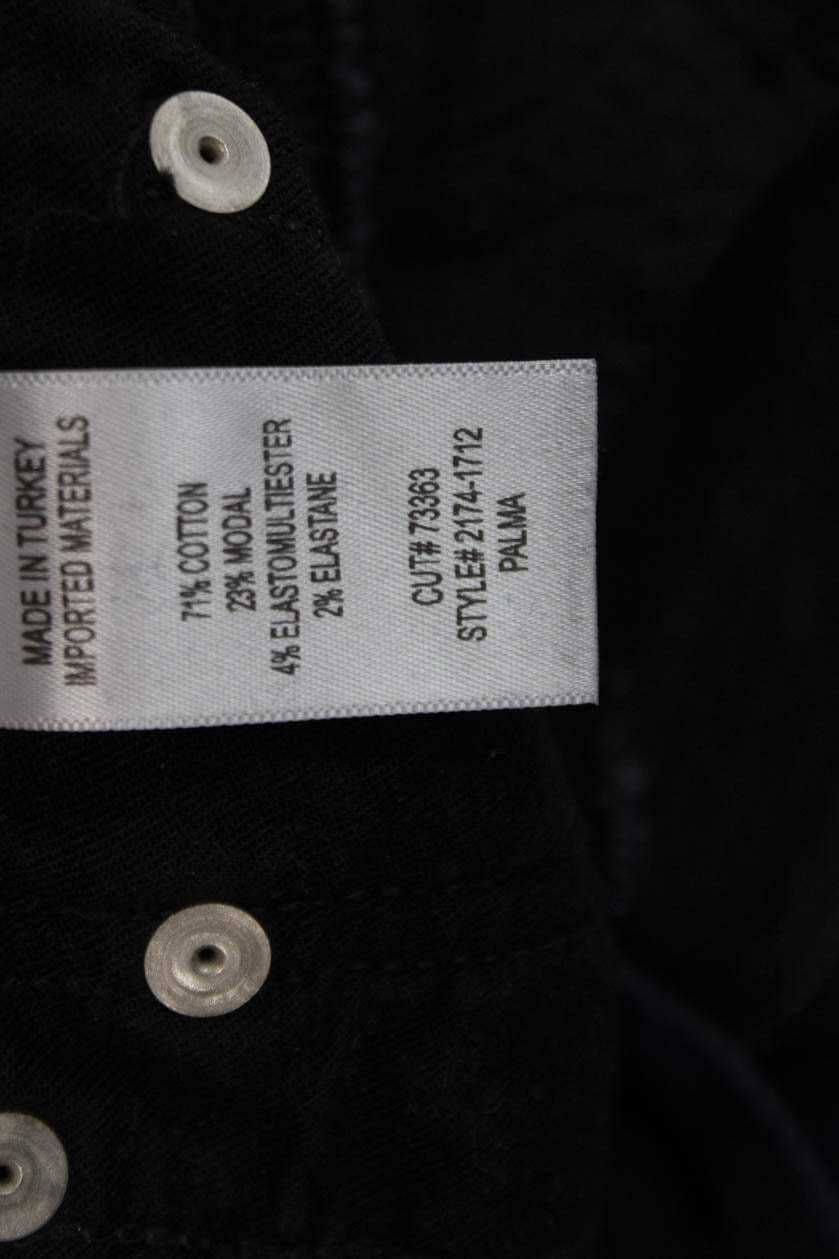 MADE IN TURKEY
IMPORTED MATERIALS
71% COTTON
23% MODAL
4% ELASTOMULTIESTER
2% ELASTANE
CUT# 73363
STYLE# 2174-1712
PALMA